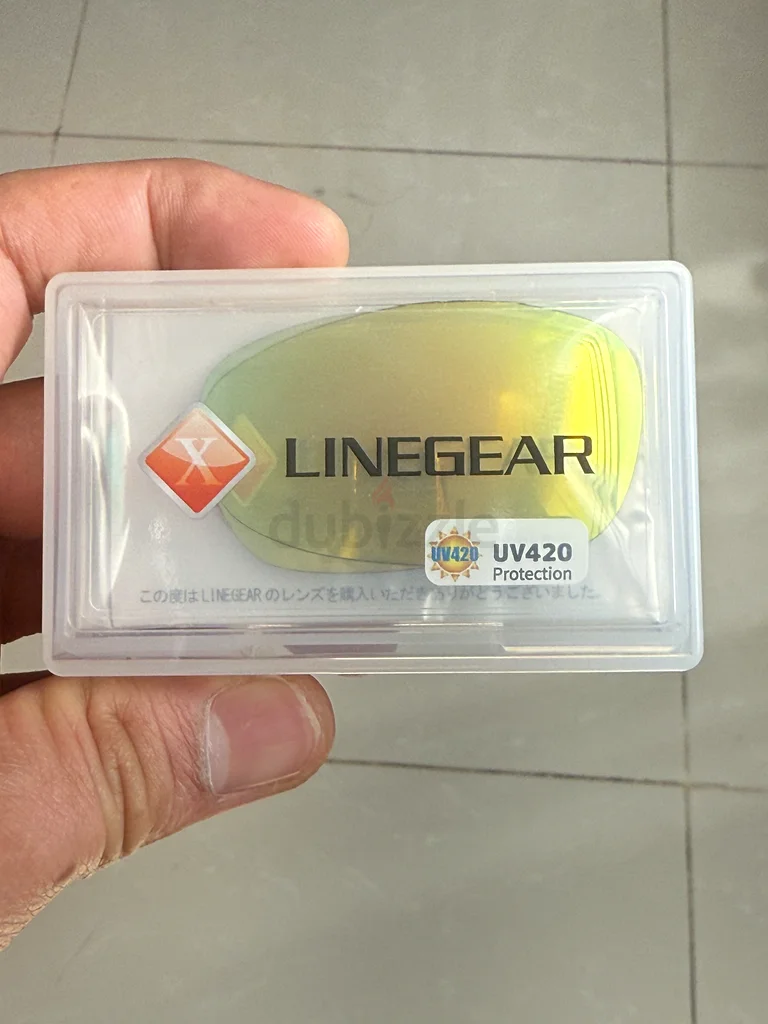 X LINEGEAR
dubizzle
UV420 UV420
Protection
この度はLINEGEARのレンズを購入いただきありがとうございました。